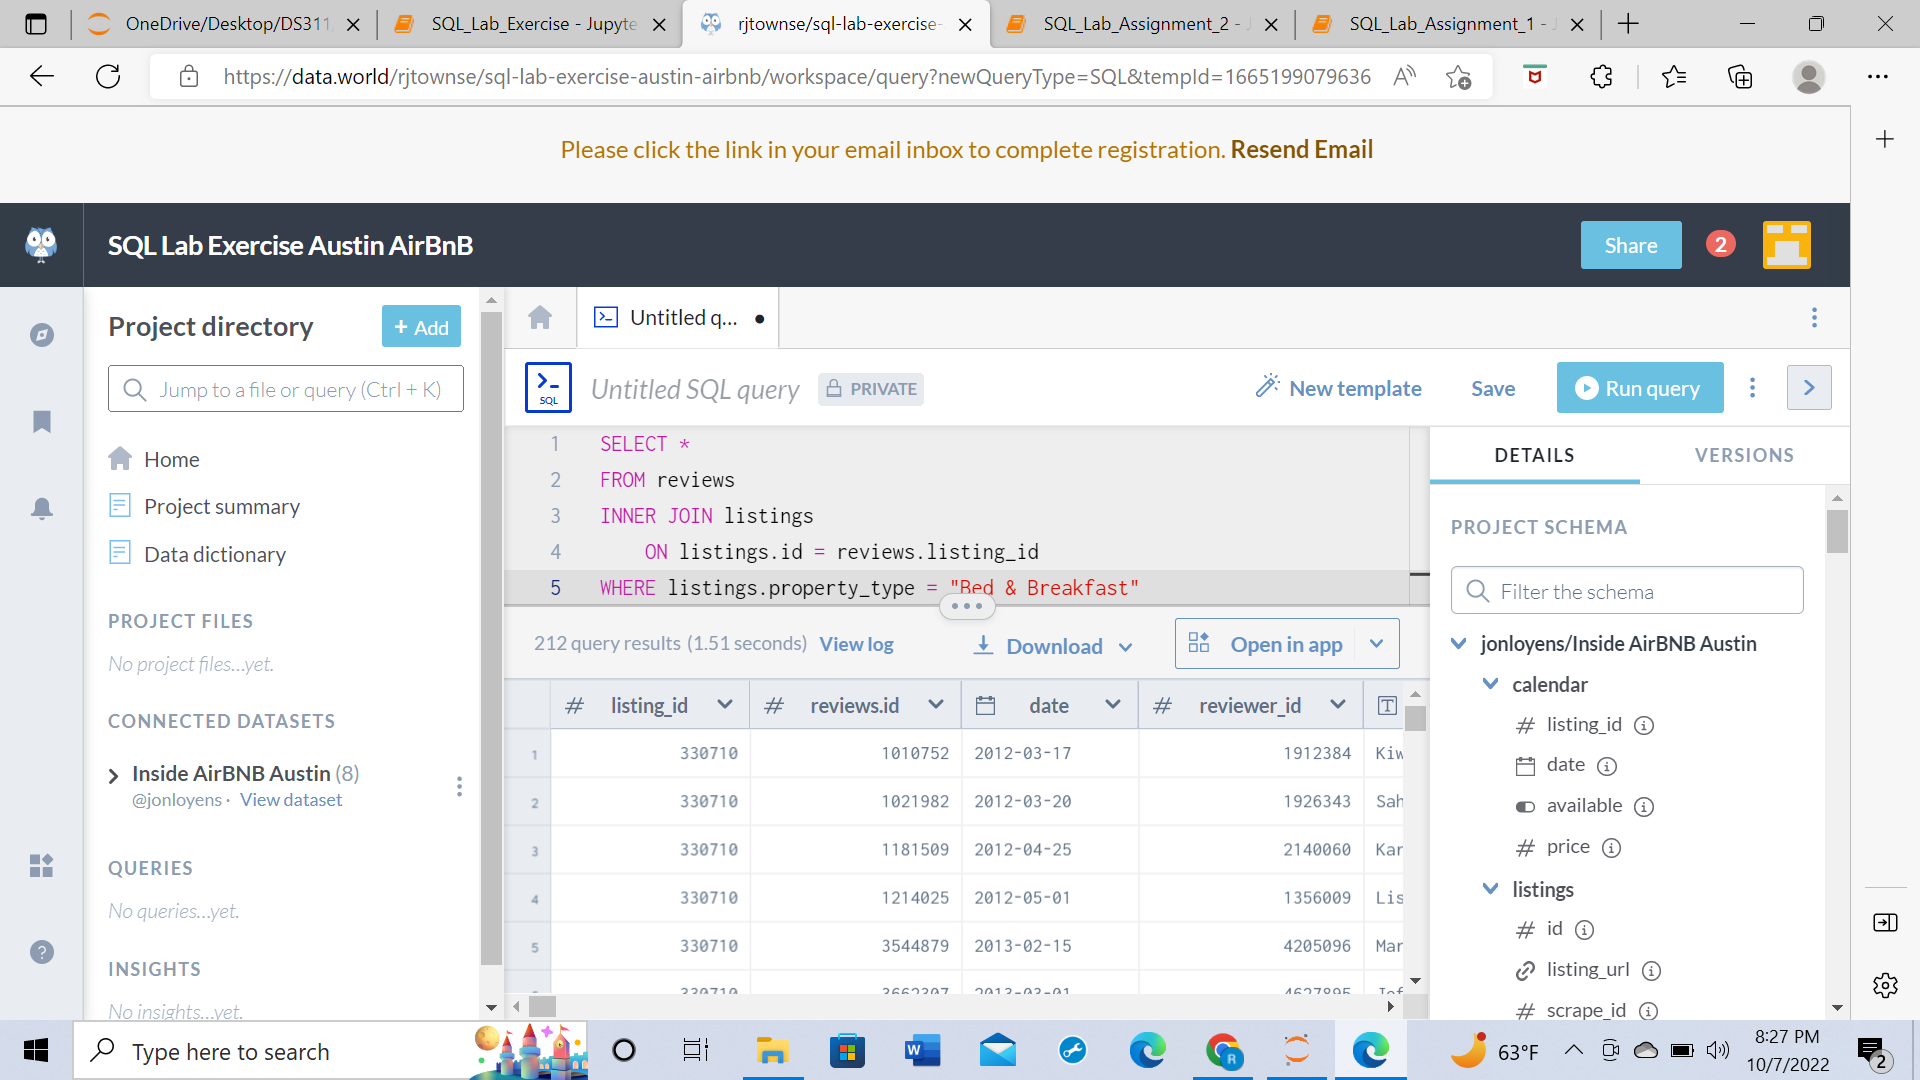 OneDrive/Desktop/DS311
SQL_Lab_Exercise - Jupyte
rjtownse/sql-lab-exercise-
SQL_Lab_Assignment_2 -
SQL_Lab_Assignment_1 -
https://data.world/rjtownse/sql-lab-exercise-austin-airbnb/workspace/query?newQueryType=SQL&tempId=1665199079636
Please click the link in your email inbox to complete registration. Resend Email
SQL Lab Exercise Austin AirBnB
Share
2
Project directory
+ Add
Jump to a file or query (Ctrl + K)
Home
Project summary
Data dictionary
PROJECT FILES
No project files...yet.
CONNECTED DATASETS
Inside AirBNB Austin (8)
@jonloyens · View dataset
QUERIES
No queries...yet.
INSIGHTS
No insights...yet.
Untitled q...
SQL
Untitled SQL query
PRIVATE
New template
Save
Run query
1 SELECT *
2 FROM reviews
3 INNER JOIN listings
4 ON listings.id = reviews.listing_id
5 WHERE listings.property_type = "Bed & Breakfast"
212 query results (1.51 seconds) View log
Download
Open in app
# listing_id # reviews.id date # reviewer_id T
1 330710 1010752 2012-03-17 1912384 Kiw
2 330710 1021982 2012-03-20 1926343 Sah
3 330710 1181509 2012-04-25 2140060 Kar
4 330710 1214025 2012-05-01 1356009 Lis
5 330710 3544879 2013-02-15 4205096 Mar
330710 3662307 2013-03-01 4627895 Jef
DETAILS
VERSIONS
PROJECT SCHEMA
Filter the schema
jonloyens/Inside AirBNB Austin
calendar
# listing_id
date
available
# price
listings
# id
listing_url
# scrape_id
Type here to search
63°F
8:27 PM
10/7/2022
2